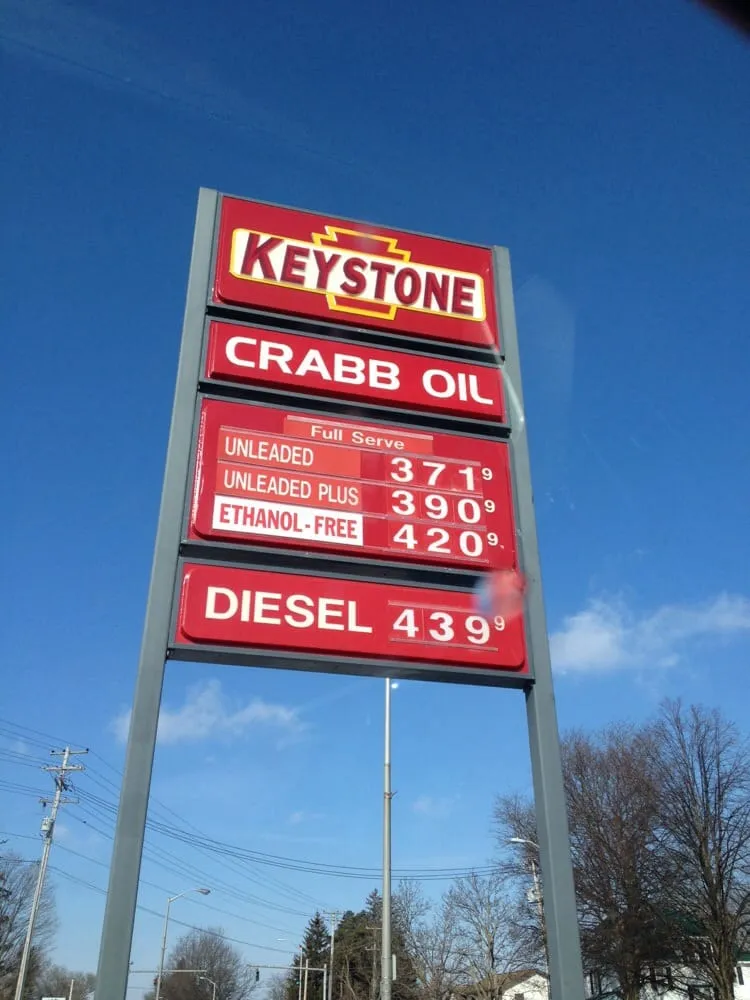 KEYSTONE
CRABB OIL
Full Serve
UNLEADED 371 9
UNLEADED PLUS 390 9
ETHANOL-FREE 420 9
DIESEL 439 9